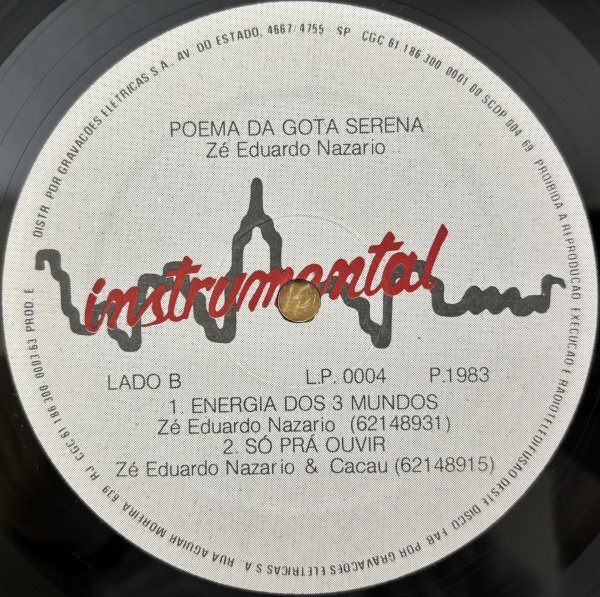 POEMA DA GOTA SERENA
Zé Eduardo Nazario
instrumental
LADO B L.P. 0004 P.1983
1. ENERGIA DOS 3 MUNDOS
Zé Eduardo Nazario (62148931)
2. SÓ PRÁ OUVIR
Zé Eduardo Nazario & Cacau (62148915)
PROD E DISTR POR GRAVACÕES ELETRICAS S.A., AV. DO ESTADO, 4667/4755 SP CGC 61 186 300 0001 00 SCDP 004 69 PROIBIDA A REPRODUCAO EXECUCAO E RADIOTELEDIFUSAO DESTE DISCO FAB POR GRAVACÕES ELETRICAS S A RUA AGUIAR MOREIRA 639 RJ CGC 61 186 300 0003 63